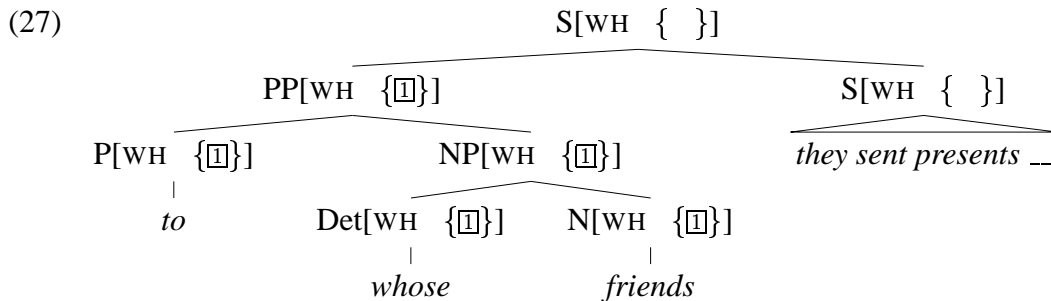 (27) S[WH { }]
PP[WH {1}] S[WH { }]
P[WH {1}] NP[WH {1}] they sent presents __
to Det[WH {1}] N[WH {1}]
whose friends